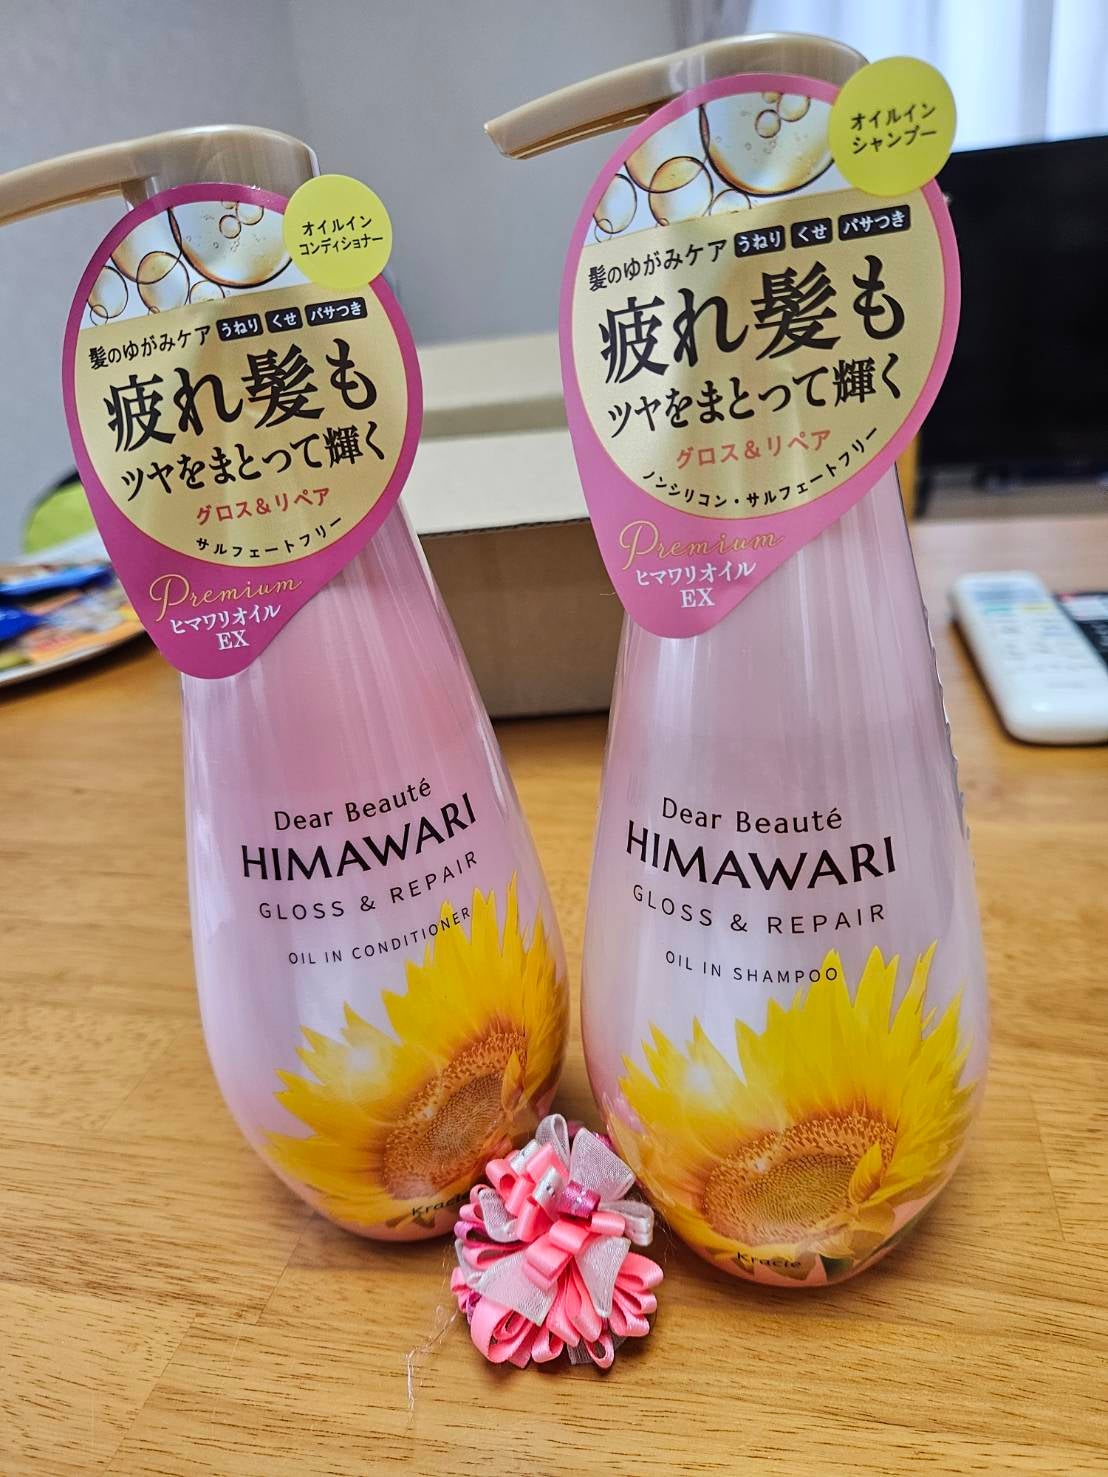 オイルイン
コンディショナー
髪のゆがみケア うねり くせ パサつき
疲れ髪も
ツヤをまとって輝く
グロス&リペア
サルフェートフリー
Premium
ヒマワリオイル
EX
Dear Beauté
HIMAWARI
GLOSS & REPAIR
OIL IN CONDITIONER
Kracie
オイルイン
シャンプー
髪のゆがみケア うねり くせ パサつき
疲れ髪も
ツヤをまとって輝く
グロス&リペア
ノンシリコン・サルフェートフリー
Premium
ヒマワリオイル
EX
Dear Beauté
HIMAWARI
GLOSS & REPAIR
OIL IN SHAMPOO
Kracie